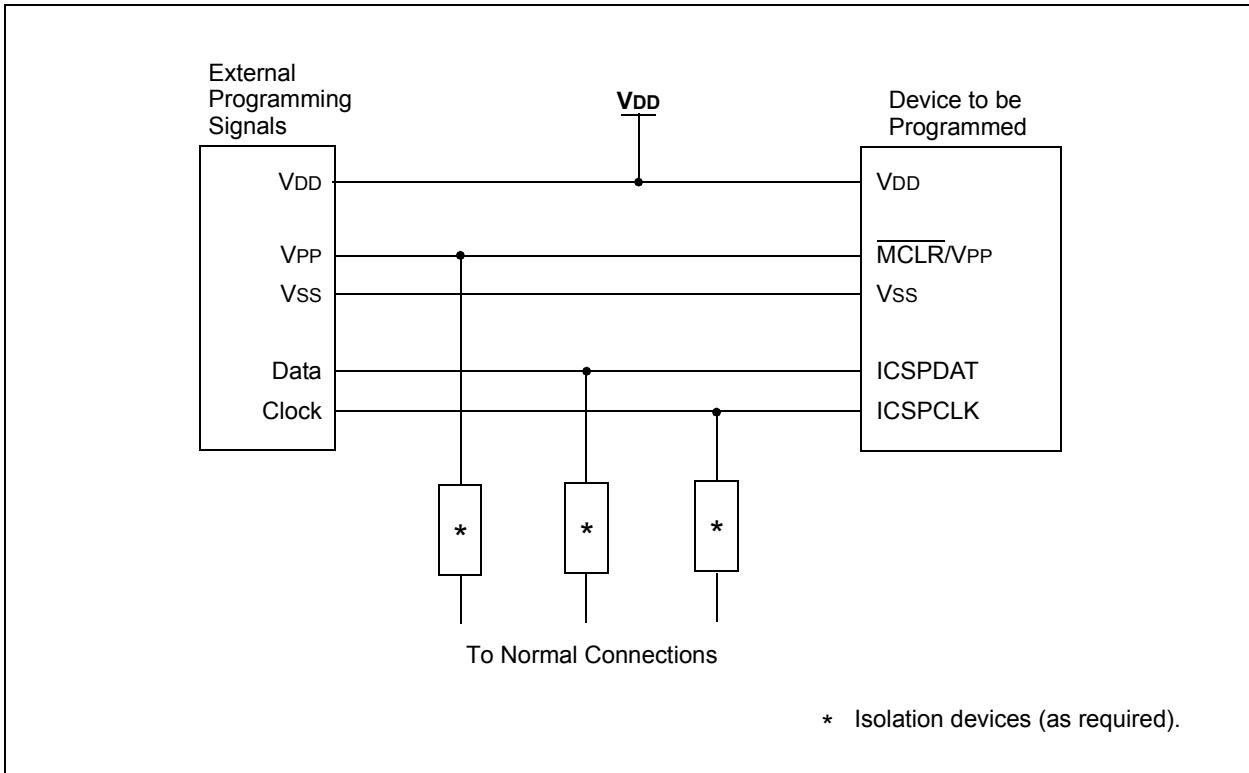 External
Programming
Signals
VDD
Device to be
Programmed
VDD
VDD
VPP
MCLR/VPP
VSS
VSS
Data
ICSPDAT
Clock
ICSPCLK
* * *
To Normal Connections
* Isolation devices (as required).